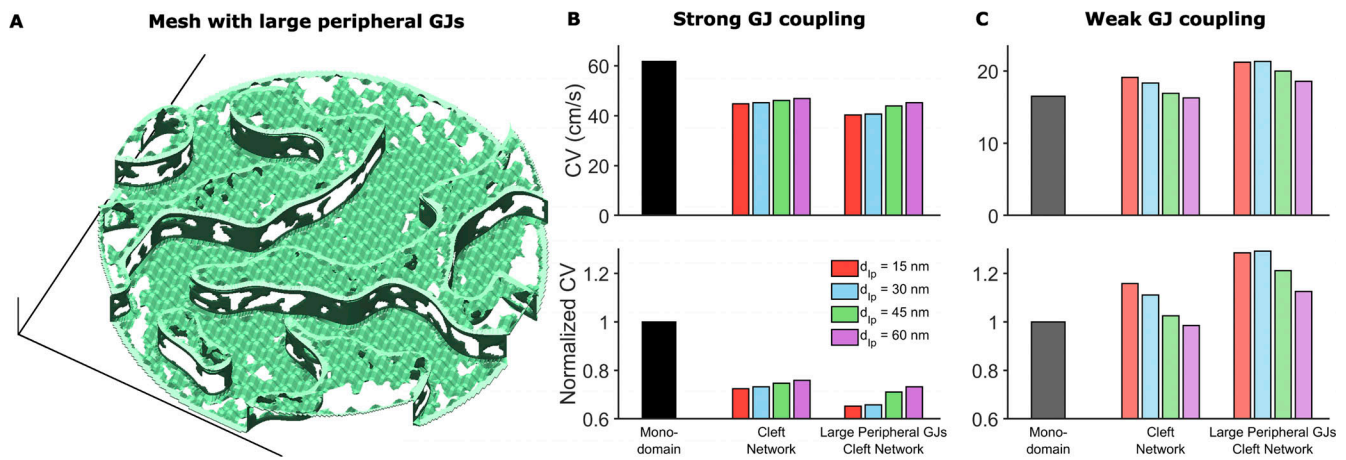 A
Mesh with large peripheral GJs
B
Strong GJ coupling
C
Weak GJ coupling
CV (cm/s)
60
40
20
0
20
10
0
Normalized CV
1.2
1
0.8
0.6
d_lp = 15 nm
d_lp = 30 nm
d_lp = 45 nm
d_lp = 60 nm
1.2
1
0.8
0.6
Mono-
domain
Cleft
Network
Large Peripheral GJs
Cleft Network
Mono-
domain
Cleft
Network
Large Peripheral GJs
Cleft Network